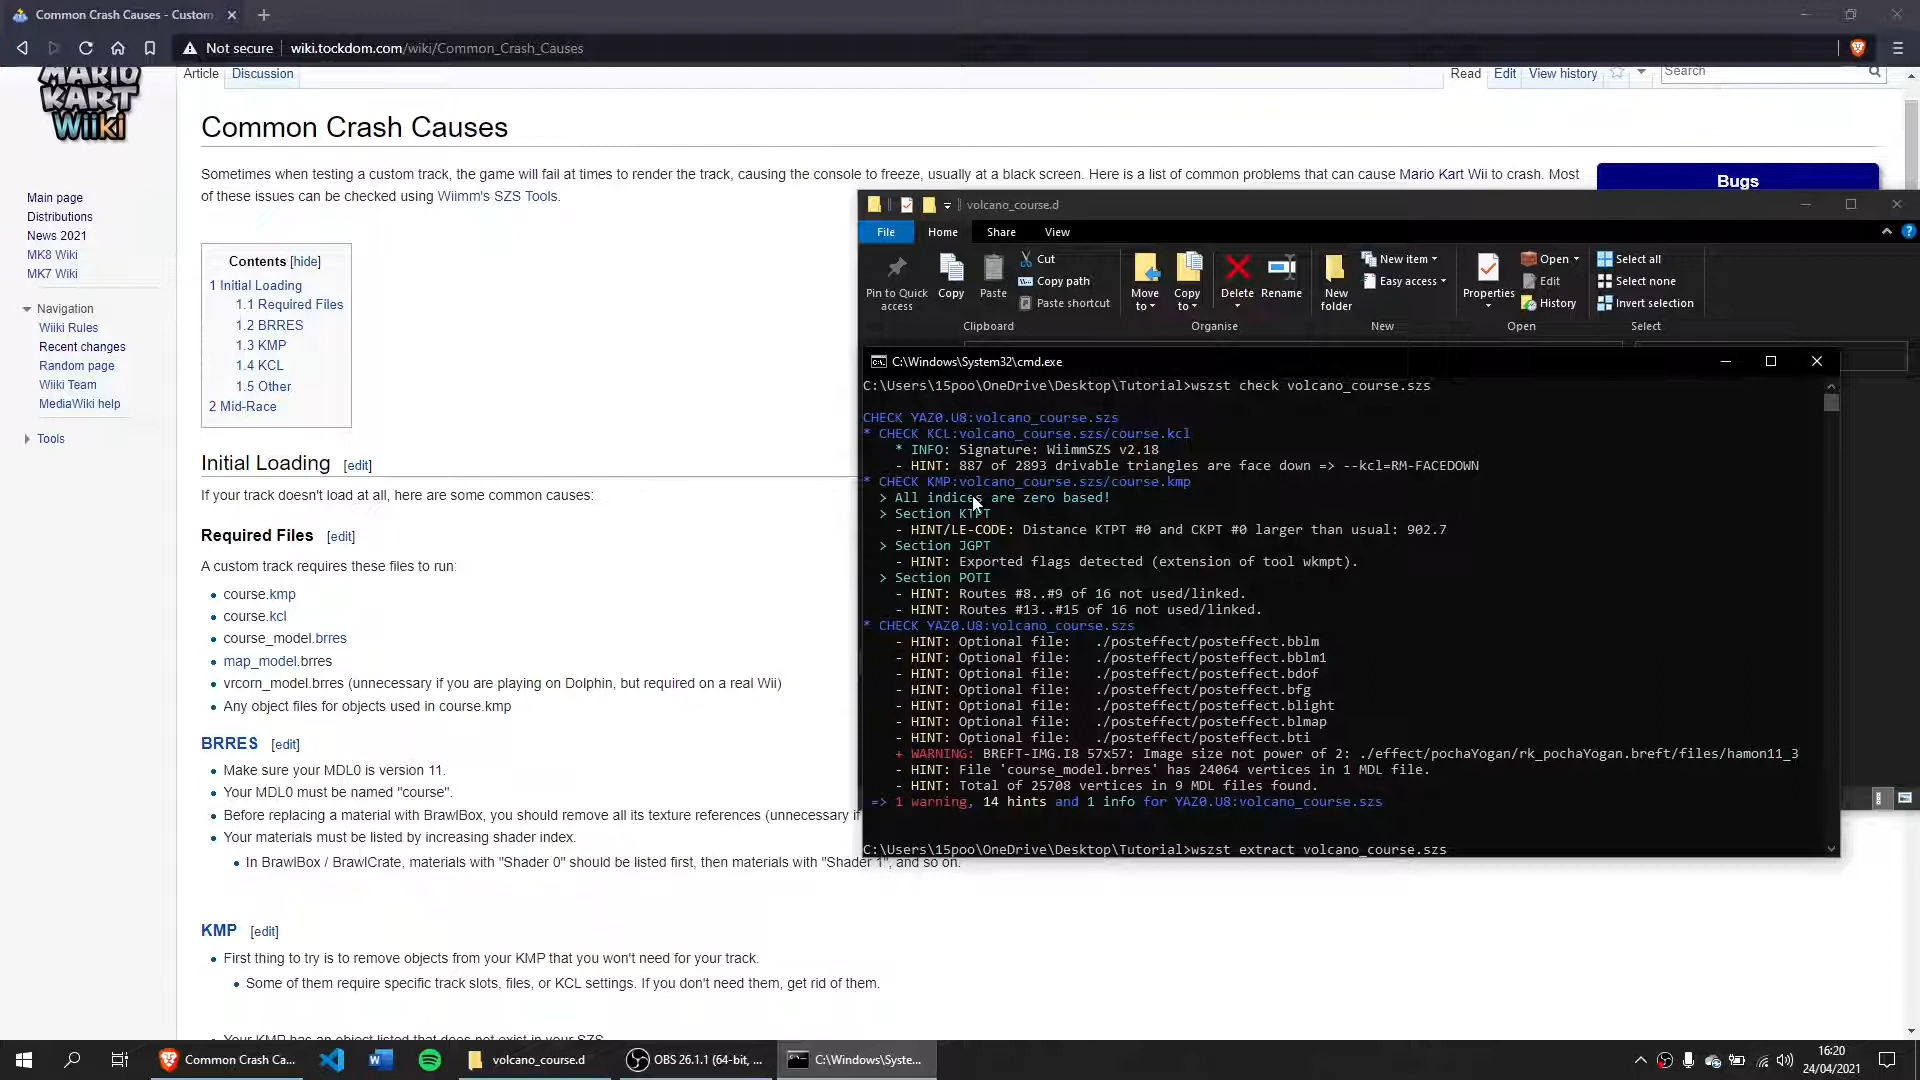 Common Crash Causes - Custom
Not secure wiki.tockdom.com/wiki/Common_Crash_Causes
MARIO
KART
Wiiki
Article Discussion
Read Edit View history Search
Main page
Distributions
News 2021
MK8 Wiki
MK7 Wiki
Navigation
Wiiki Rules
Recent changes
Random page
Wiiki Team
MediaWiki help
Tools
Common Crash Causes
Sometimes when testing a custom track, the game will fail at times to render the track, causing the console to freeze, usually at a black screen. Here is a list of common problems that can cause Mario Kart Wii to crash. Most
of these issues can be checked using Wiimm's SZS Tools.
Bugs
Contents [hide]
1 Initial Loading
1.1 Required Files
1.2 BRRES
1.3 KMP
1.4 KCL
1.5 Other
2 Mid-Race
Initial Loading [edit]
If your track doesn't load at all, here are some common causes:
Required Files [edit]
A custom track requires these files to run:
course.kmp
course.kcl
course_model.brres
map_model.brres
vrcorn_model.brres (unnecessary if you are playing on Dolphin, but required on a real Wii)
Any object files for objects used in course.kmp
BRRES [edit]
Make sure your MDL0 is version 11.
Your MDL0 must be named "course".
Before replacing a material with BrawlBox, you should remove all its texture references (unnecessary if
Your materials must be listed by increasing shader index.
In BrawlBox / BrawlCrate, materials with "Shader 0" should be listed first, then materials with "Shader 1", and so on.
KMP [edit]
First thing to try is to remove objects from your KMP that you won't need for your track.
Some of them require specific track slots, files, or KCL settings. If you don't need them, get rid of them.
Your KMP has an object listed that does not exist in your SZS
volcano_course.d
File Home Share View
Pin to Quick
access
Copy
Paste
Cut
Copy path
Paste shortcut
Clipboard
Move
to
Copy
to
Delete
Rename
Organise
New
folder
New item
Easy access
New
Properties
Open
Edit
History
Open
Select all
Select none
Invert selection
Select
C:\Windows\System32\cmd.exe
C:\Users\15poo\OneDrive\Desktop\Tutorial>wszst check volcano_course.szs
CHECK YAZ0.U8:volcano_course.szs
* CHECK KCL:volcano_course.szs/course.kcl
* INFO: Signature: WiimmSZS v2.18
- HINT: 887 of 2893 drivable triangles are face down => --kcl=RM-FACEDOWN
* CHECK KMP:volcano_course.szs/course.kmp
> All indices are zero based!
> Section KTPT
- HINT/LE-CODE: Distance KTPT #0 and CKPT #0 larger than usual: 902.7
> Section JGPT
- HINT: Exported flags detected (extension of tool wkmpt).
> Section POTI
- HINT: Routes #8..#9 of 16 not used/linked.
- HINT: Routes #13..#15 of 16 not used/linked.
* CHECK YAZ0.U8:volcano_course.szs
- HINT: Optional file: ./posteffect/posteffect.bblm
- HINT: Optional file: ./posteffect/posteffect.bblm1
- HINT: Optional file: ./posteffect/posteffect.bdof
- HINT: Optional file: ./posteffect/posteffect.bfg
- HINT: Optional file: ./posteffect/posteffect.blight
- HINT: Optional file: ./posteffect/posteffect.blmap
- HINT: Optional file: ./posteffect/posteffect.bti
+ WARNING: BREFT-IMG.I8 57x57: Image size not power of 2: ./effect/pochaYogan/rk_pochaYogan.breft/files/hamon11_3
- HINT: File 'course_model.brres' has 24064 vertices in 1 MDL file.
- HINT: Total of 25708 vertices in 9 MDL files found.
=> 1 warning, 14 hints and 1 info for YAZ0.U8:volcano_course.szs
C:\Users\15poo\OneDrive\Desktop\Tutorial>wszst extract volcano_course.szs
Common Crash Ca...
volcano_course.d
OBS 26.1.1 (64-bit, ...
C:\Windows\Syste...
16:20
24/04/2021